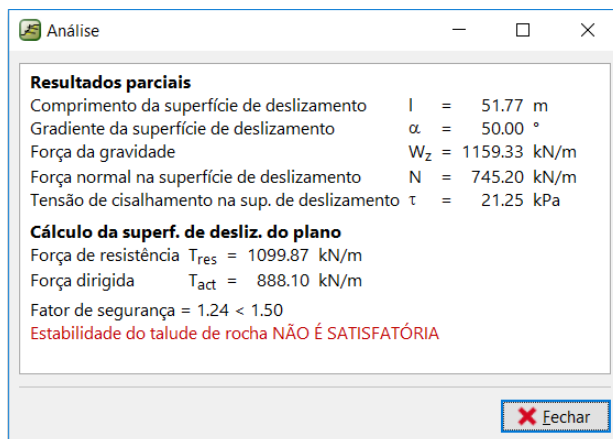 Análise
Resultados parciais
Comprimento da superfície de deslizamento l = 51.77 m
Gradiente da superfície de deslizamento α = 50.00 °
Força da gravidade Wz = 1159.33 kN/m
Força normal na superfície de deslizamento N = 745.20 kN/m
Tensão de cisalhamento na sup. de deslizamento τ = 21.25 kPa
Cálculo da superf. de desliz. do plano
Força de resistência Tres = 1099.87 kN/m
Força dirigida Tact = 888.10 kN/m
Fator de segurança = 1.24 < 1.50
Estabilidade do talude de rocha NÃO É SATISFATÓRIA
Fechar